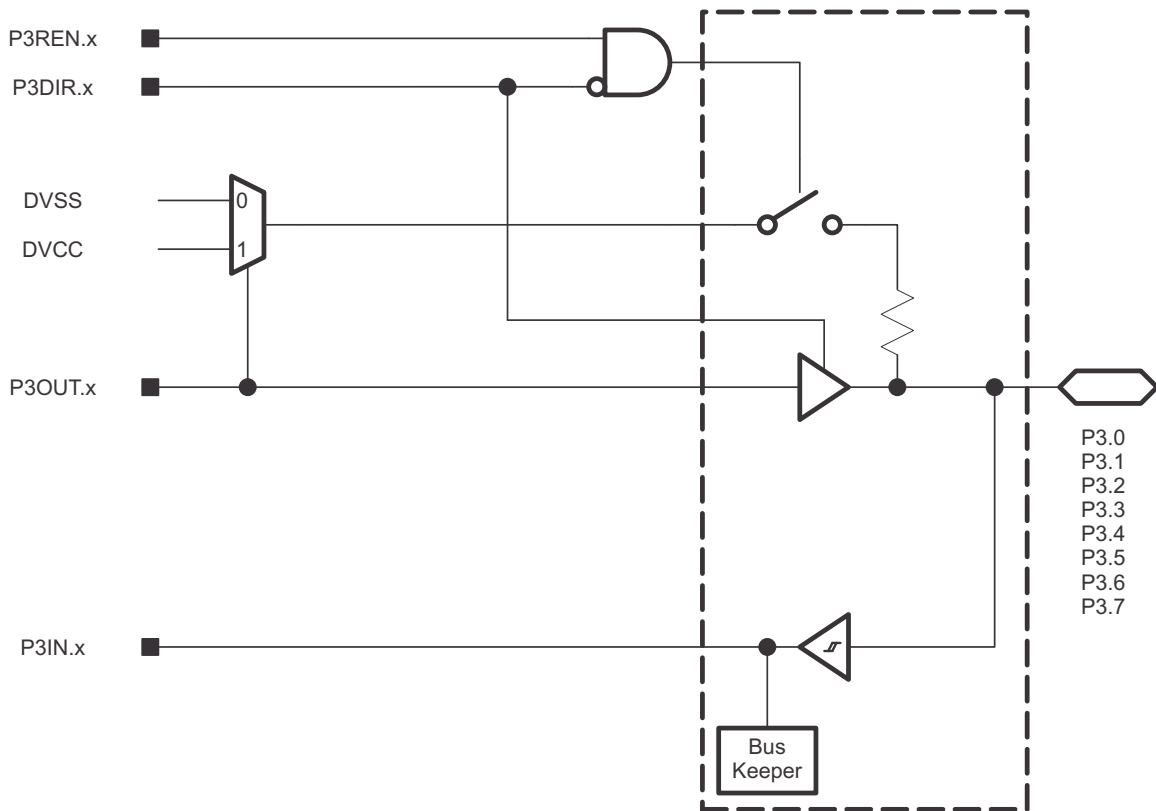 P3REN.x
P3DIR.x
DVSS
0
DVCC
1
P3OUT.x
P3.0
P3.1
P3.2
P3.3
P3.4
P3.5
P3.6
P3.7
P3IN.x
Bus
Keeper